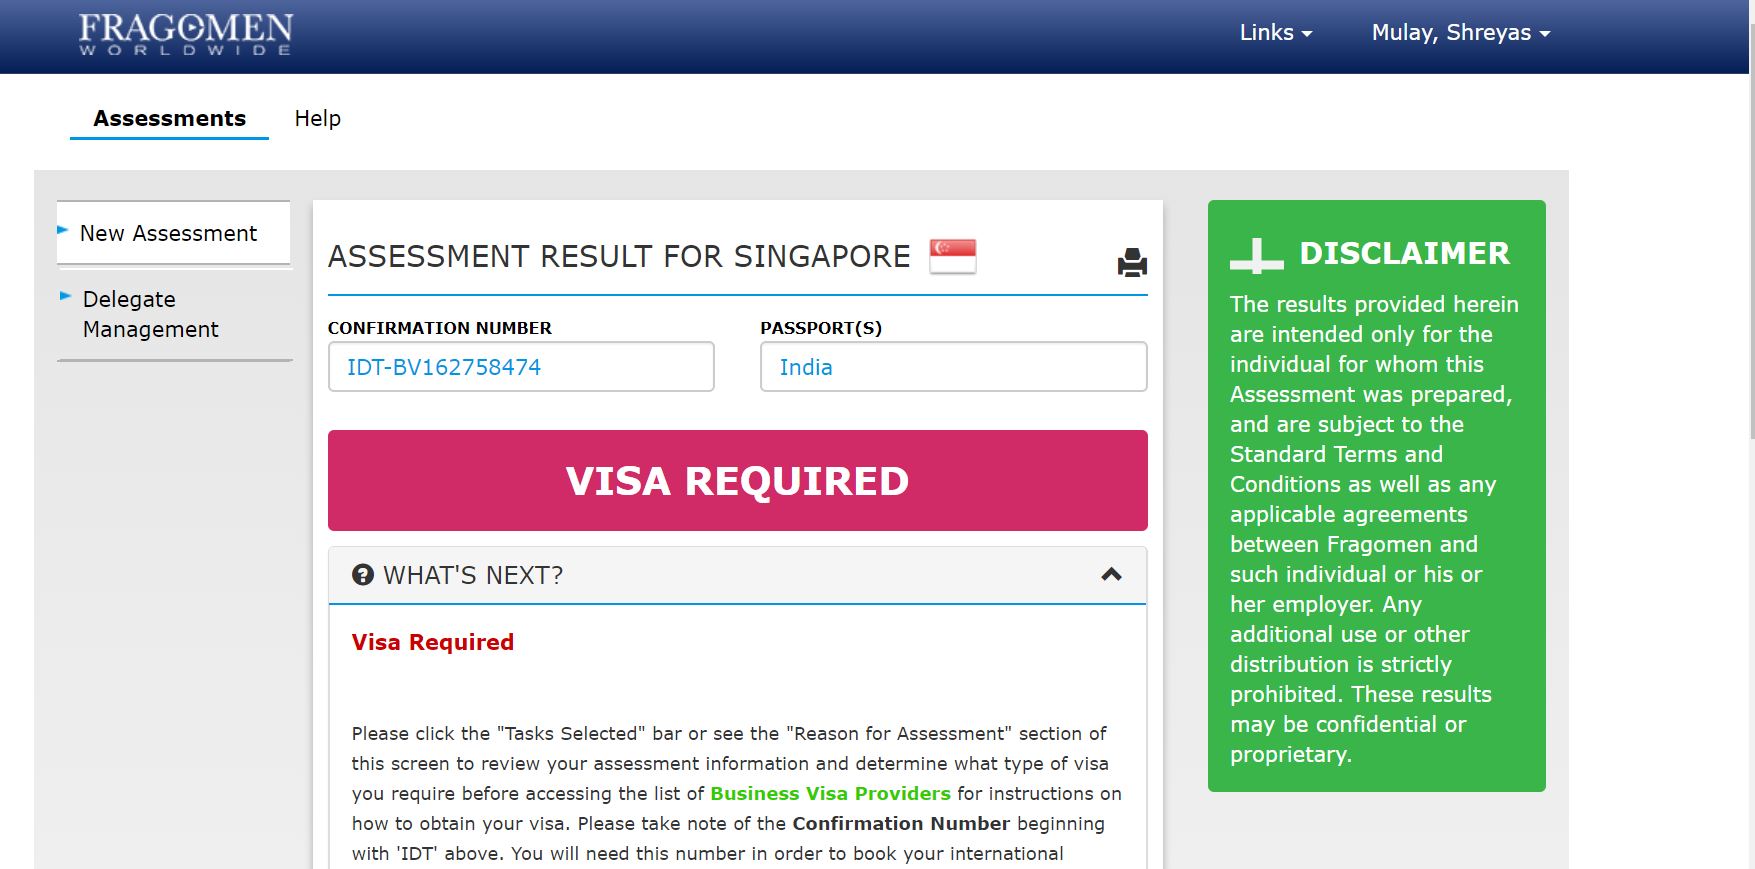 FRAGOMEN
WORLDWIDE
Links
Mulay, Shreyas
Assessments
Help
New Assessment
Delegate
Management
ASSESSMENT RESULT FOR SINGAPORE
CONFIRMATION NUMBER
PASSPORT(S)
IDT-BV162758474
India
VISA REQUIRED
WHAT'S NEXT?
Visa Required
Please click the "Tasks Selected" bar or see the "Reason for Assessment" section of
this screen to review your assessment information and determine what type of visa
you require before accessing the list of Business Visa Providers for instructions on
how to obtain your visa. Please take note of the Confirmation Number beginning
with 'IDT' above. You will need this number in order to book your international
DISCLAIMER
The results provided herein
are intended only for the
individual for whom this
Assessment was prepared,
and are subject to the
Standard Terms and
Conditions as well as any
applicable agreements
between Fragomen and
such individual or his or
her employer. Any
additional use or other
distribution is strictly
prohibited. These results
may be confidential or
proprietary.